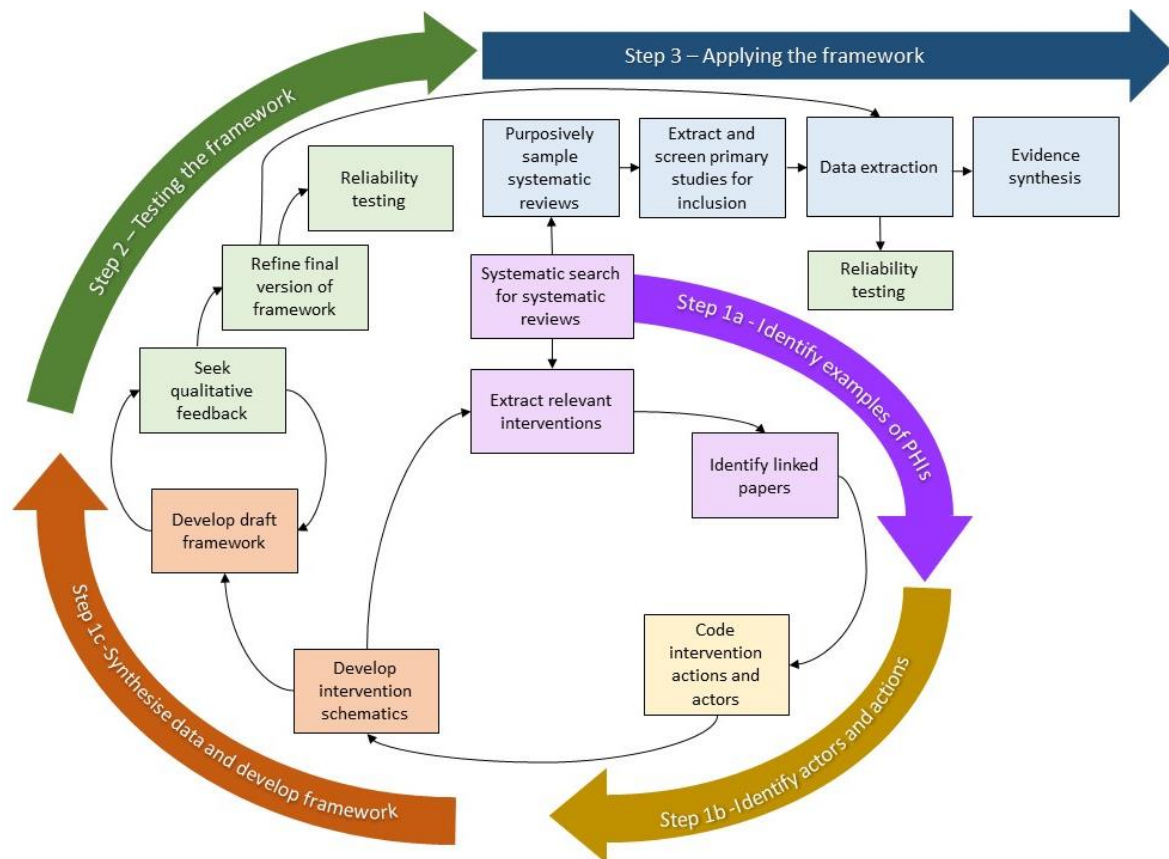 Step 3 – Applying the framework
Step 2 – Testing the framework
Purposively
sample
systematic
reviews
Extract and
screen primary
studies for
inclusion
Data extraction
Evidence
synthesis
Reliability
testing
Refine final
version of
framework
Systematic search
for systematic
reviews
Reliability
testing
Step 1a - Identify examples of PHIs
Seek
qualitative
feedback
Extract relevant
interventions
Identify linked
papers
Develop draft
framework
Code
intervention
actions and
actors
Develop
intervention
schematics
Step 1c -Synthesise data and develop framework
Step 1b -Identify actors and actions